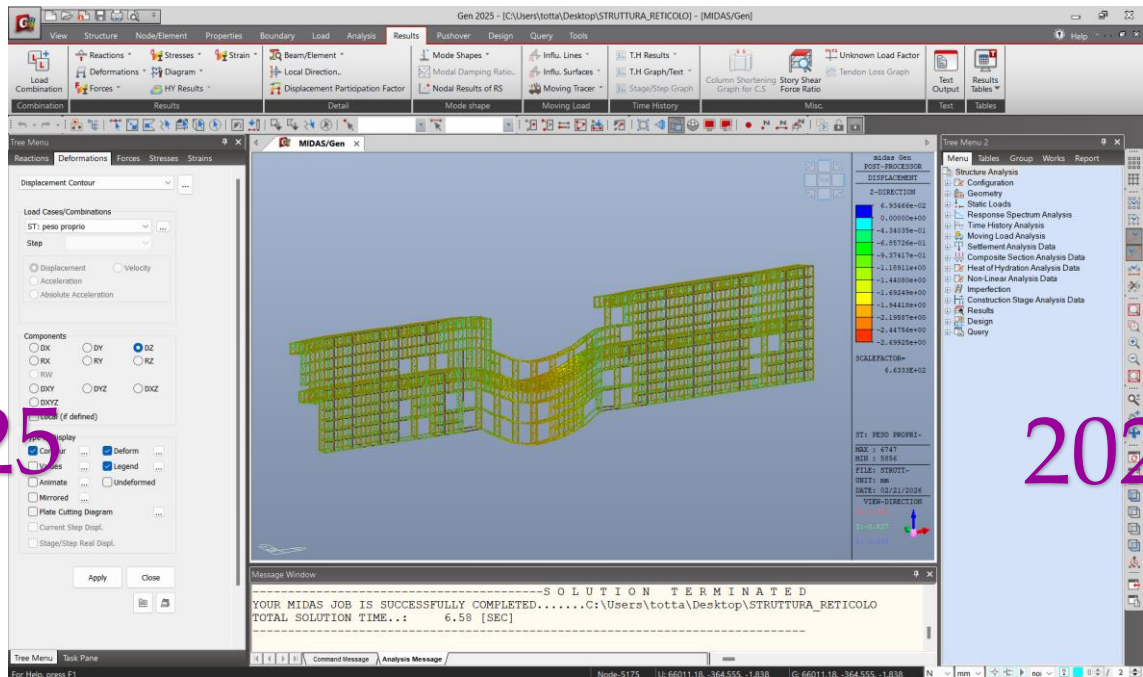 Gen 2025 - [C:\Users\totta\Desktop\STRUTTURA_RETICOLO] - [MIDAS/Gen]
View Structure Node/Element Properties Boundary Load Analysis Results Pushover Design Query Tools Help
Load Combination
Reactions Stresses Strain
Deformations Diagram
Forces HY Results
Beam/Element
Local Direction..
Displacement Participation Factor
Mode Shapes
Modal Damping Ratio..
Nodal Results of RS
Influ. Lines
Influ. Surfaces
Moving Tracer
T.H Results
T.H Graph/Text
Stage/Step Graph
Column Shortening Graph for C.S
Story Shear Force Ratio
Unknown Load Factor
Tendon Loss Graph
Text Output
Results Tables
Combination Results Detail Mode shape Moving Load Time History Misc. Text Tables
Tree Menu
Reactions Deformations Forces Stresses Strains
Displacement Contour
Load Cases/Combinations
ST: peso proprio
Step
Displacement Velocity
Acceleration
Absolute Acceleration
Components
DX DY DZ
RX RY RZ
RW
DXY DYZ DXZ
DXYZ
Local (if defined)
Display
Deform
Legend
Animate Undeformed
Mirrored
Plate Cutting Diagram
Current Step Displ.
Stage/Step Real Displ.
Apply Close
Tree Menu Task Pane
For Help, press F1
25
MIDAS/Gen
midas Gen
POST-PROCESSOR
DISPLACEMENT
Z-DIRECTION
6.93466e-02
0.00000e+00
-4.34035e-01
-6.85726e-01
-9.37417e-01
-1.18911e+00
-1.44080e+00
-1.69249e+00
-1.94418e+00
-2.19587e+00
-2.44756e+00
-2.69925e+00
SCALEFACTOR=
6.6333E+02
ST: PESO PROPRI~
MAX : 6747
MIN : 5856
FILE: STRUTT~
UNIT: mm
DATE: 02/21/2026
VIEW-DIRECTION
Message Window
SOLUTION TERMINATED
YOUR MIDAS JOB IS SUCCESSFULLY COMPLETED.......C:\Users\totta\Desktop\STRUTTURA_RETICOLO
TOTAL SOLUTION TIME..: 6.58 [SEC]
Command Message Analysis Message
Node-5175 U: 66011.18, -364.555, -1.838 G: 66011.18, -364.555, -1.838 N mm
Tree Menu 2
Menu Tables Group Works Report
Structure Analysis
Configuration
Geometry
Static Loads
Response Spectrum Analysis
Time History Analysis
Moving Load Analysis
Settlement Analysis Data
Composite Section Analysis Data
Heat of Hydration Analysis Data
Non-Linear Analysis Data
Imperfection
Construction Stage Analysis Data
Results
Design
Query
202